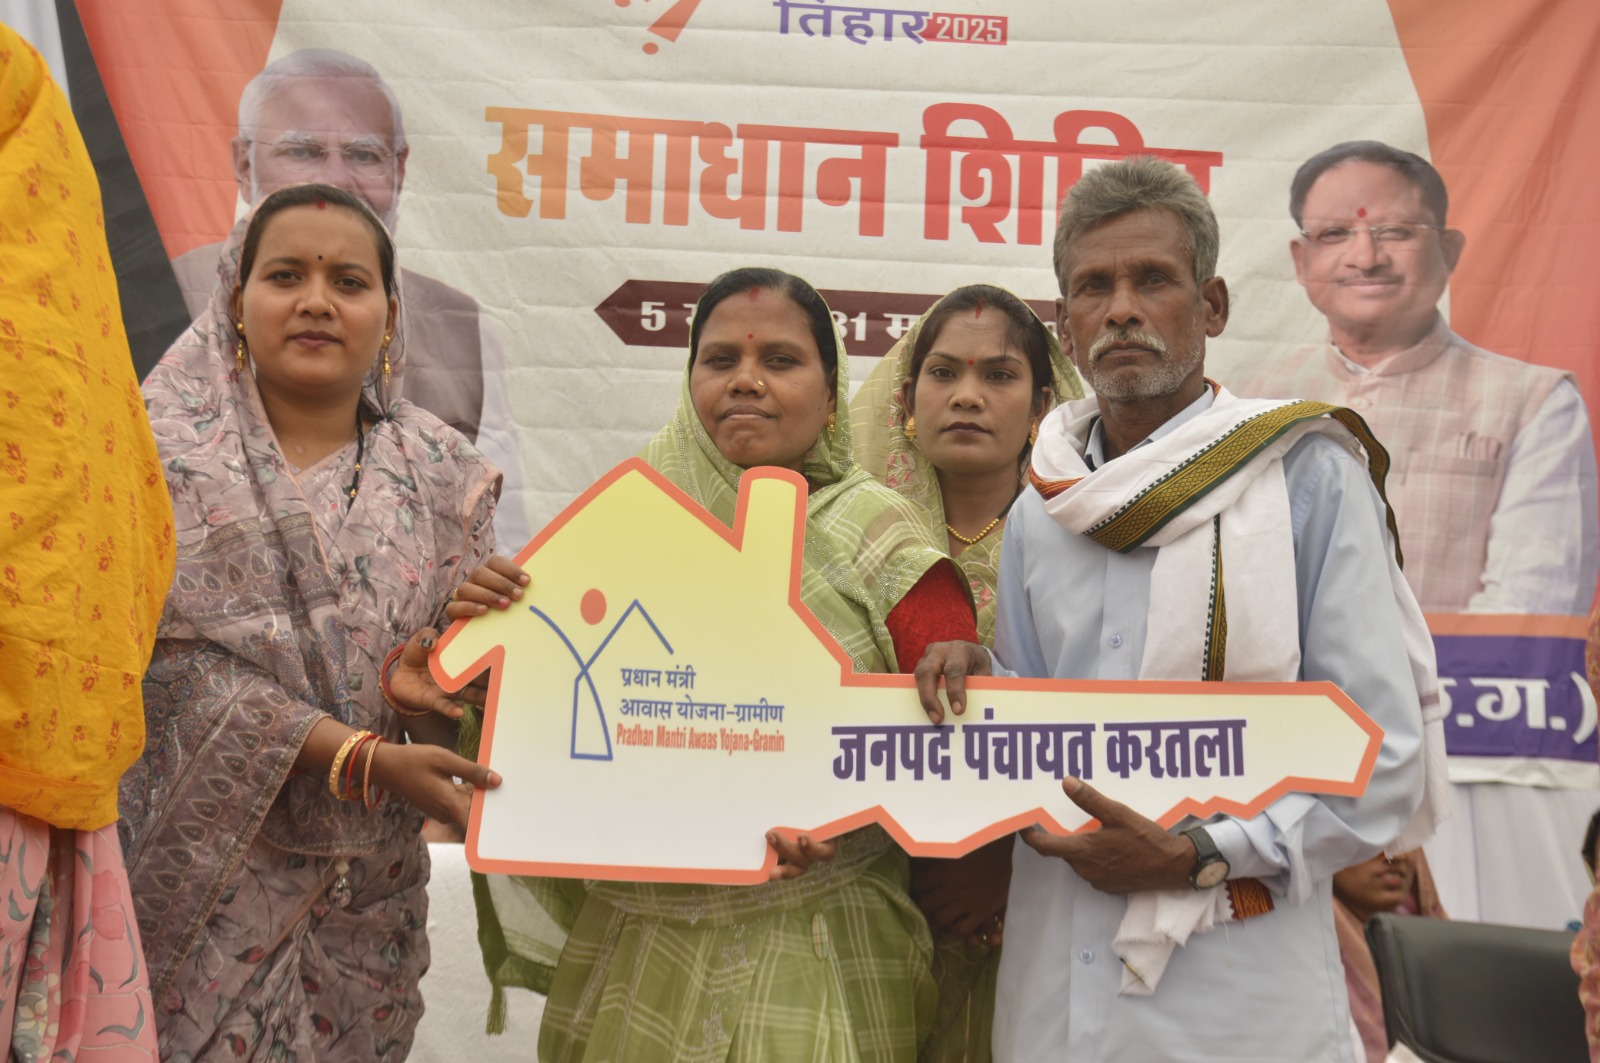 तिहार 2025
समाधान
5
31
प्रधान मंत्री
आवास योजना-ग्रामीण
Pradhan Mantri Awaas Yojana-Gramin
जनपद पंचायत करतला
छ.ग.)